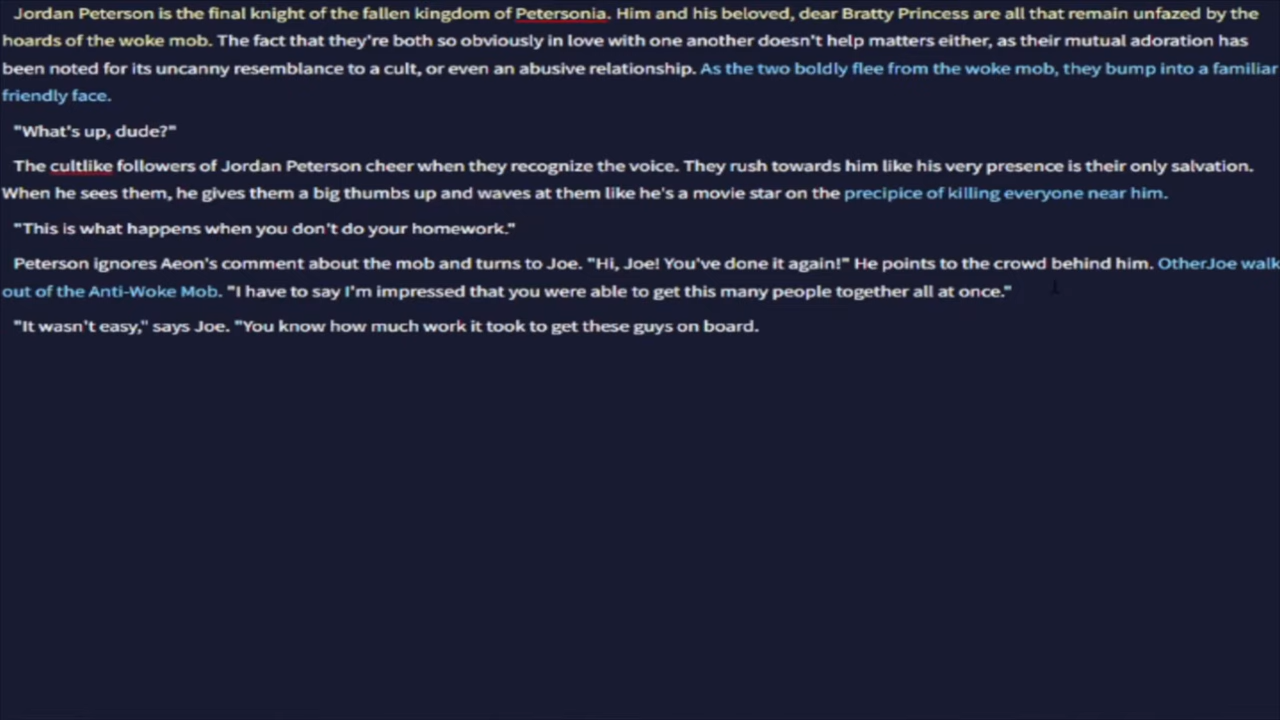 Jordan Peterson is the final knight of the fallen kingdom of Petersonia. Him and his beloved, dear Bratty Princess are all that remain unfazed by the
hoards of the woke mob. The fact that they're both so obviously in love with one another doesn't help matters either, as their mutual adoration has
been noted for its uncanny resemblance to a cult, or even an abusive relationship. As the two boldly flee from the woke mob, they bump into a familiar
friendly face.
"What's up, dude?"
The cultlike followers of Jordan Peterson cheer when they recognize the voice. They rush towards him like his very presence is their only salvation.
When he sees them, he gives them a big thumbs up and waves at them like he's a movie star on the precipice of killing everyone near him.
"This is what happens when you don't do your homework."
Peterson ignores Aeon's comment about the mob and turns to Joe. "Hi, Joe! You've done it again!" He points to the crowd behind him. OtherJoe walk
out of the Anti-Woke Mob. "I have to say I'm impressed that you were able to get this many people together all at once."
"It wasn't easy," says Joe. "You know how much work it took to get these guys on board.